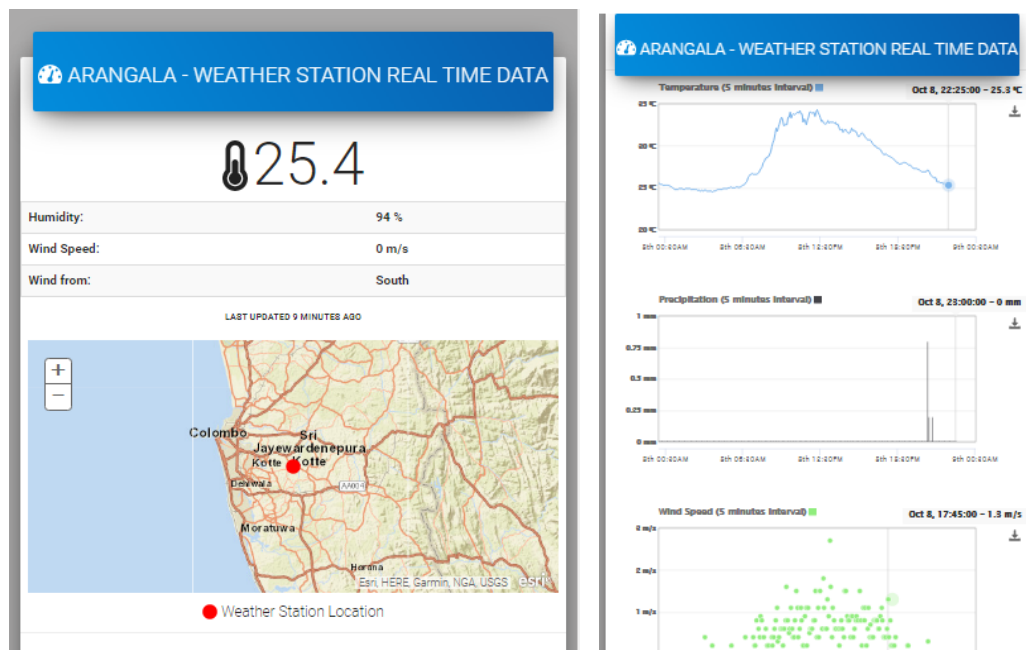 ARANGALA - WEATHER STATION REAL TIME DATA
25.4
Humidity: 94 %
Wind Speed: 0 m/s
Wind from: South
LAST UPDATED 9 MINUTES AGO
+
−
Colombo
Sri
Jayewardenepura
Kotte Kotte
Dehiwala
AA004
Moratuwa
Horana
Esri, HERE, Garmin, NGA, USGS esri
Weather Station Location
ARANGALA - WEATHER STATION REAL TIME DATA
Temperature (5 minutes interval) Oct 8, 22:25:00 - 25.3 °C
Precipitation (5 minutes interval) Oct 8, 23:00:00 - 0 mm
1 mm
0.75 mm
0.5 mm
0.25 mm
0 mm
Wind Speed (5 minutes interval) Oct 8, 17:45:00 - 1.3 m/s
2 m/s
1 m/s